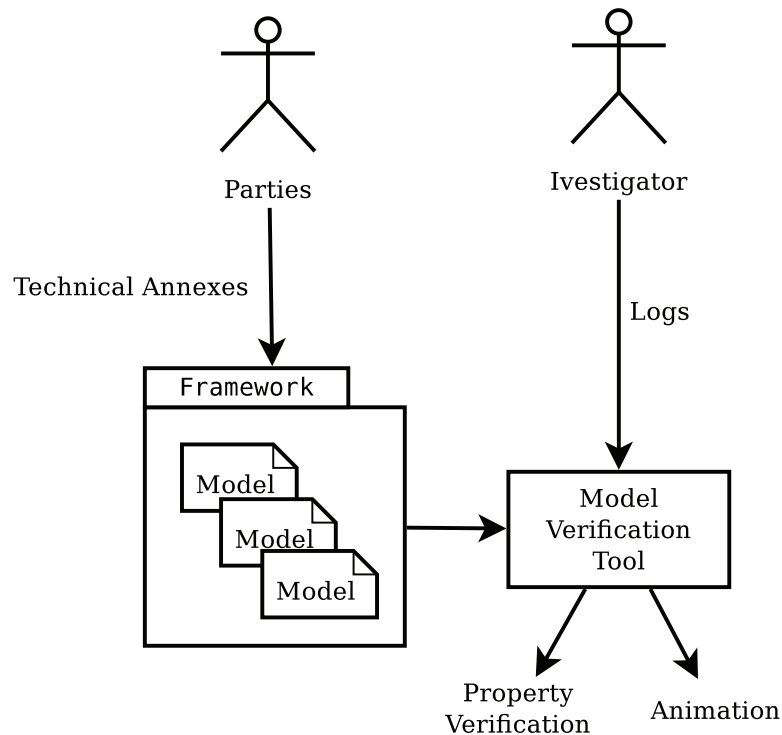 Parties
Ivestigator
Technical Annexes
Logs
Framework
Model
Model
Model
Model
Verification
Tool
Property
Verification
Animation